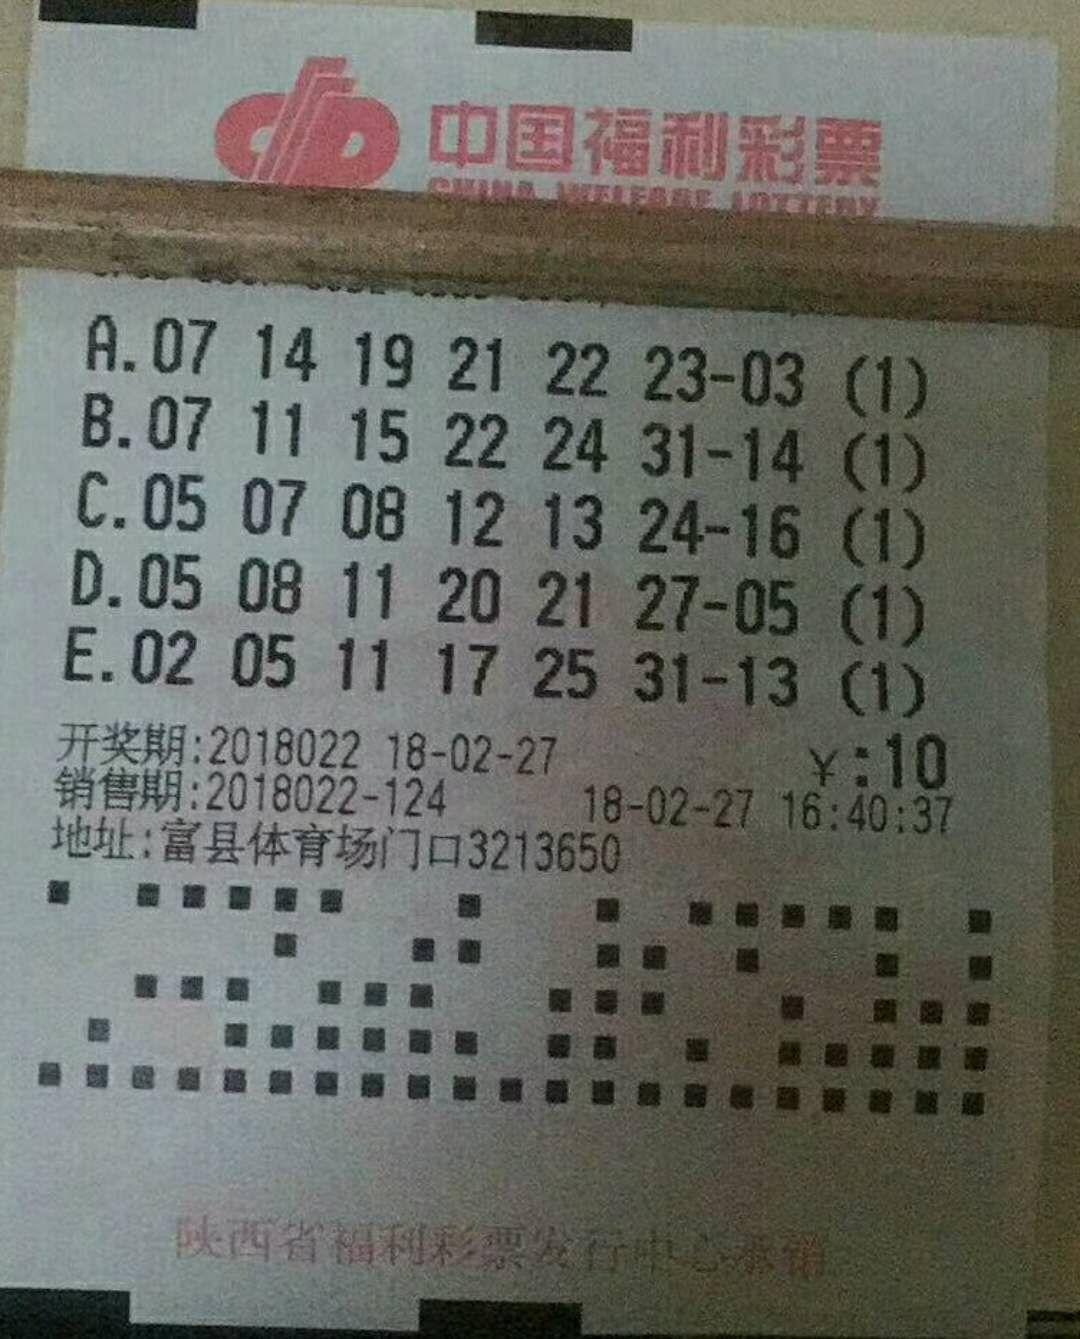 中国福利彩票
CHINA WELFARE LOTTERY
A.07 14 19 21 22 23-03 (1)
B.07 11 15 22 24 31-14 (1)
C.05 07 08 12 13 24-16 (1)
D.05 08 11 20 21 27-05 (1)
E.02 05 11 17 25 31-13 (1)
开奖期:2018022 18-02-27 ¥:10
销售期:2018022-124 18-02-27 16:40:37
地址:富县体育场门口3213650
陕西省福利彩票发行中心承销